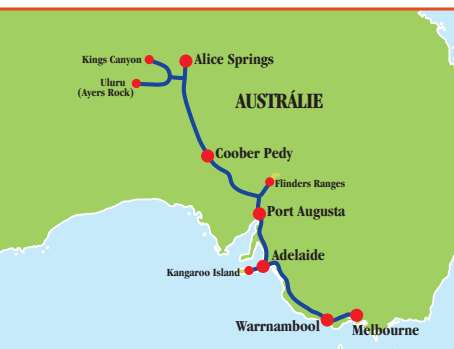 Kings Canyon
Alice Springs
Uluru
(Ayers Rock)
AUSTRÁLIE
Coober Pedy
Flinders Ranges
Port Augusta
Adelaide
Kangaroo Island
Warrnambool
Melbourne